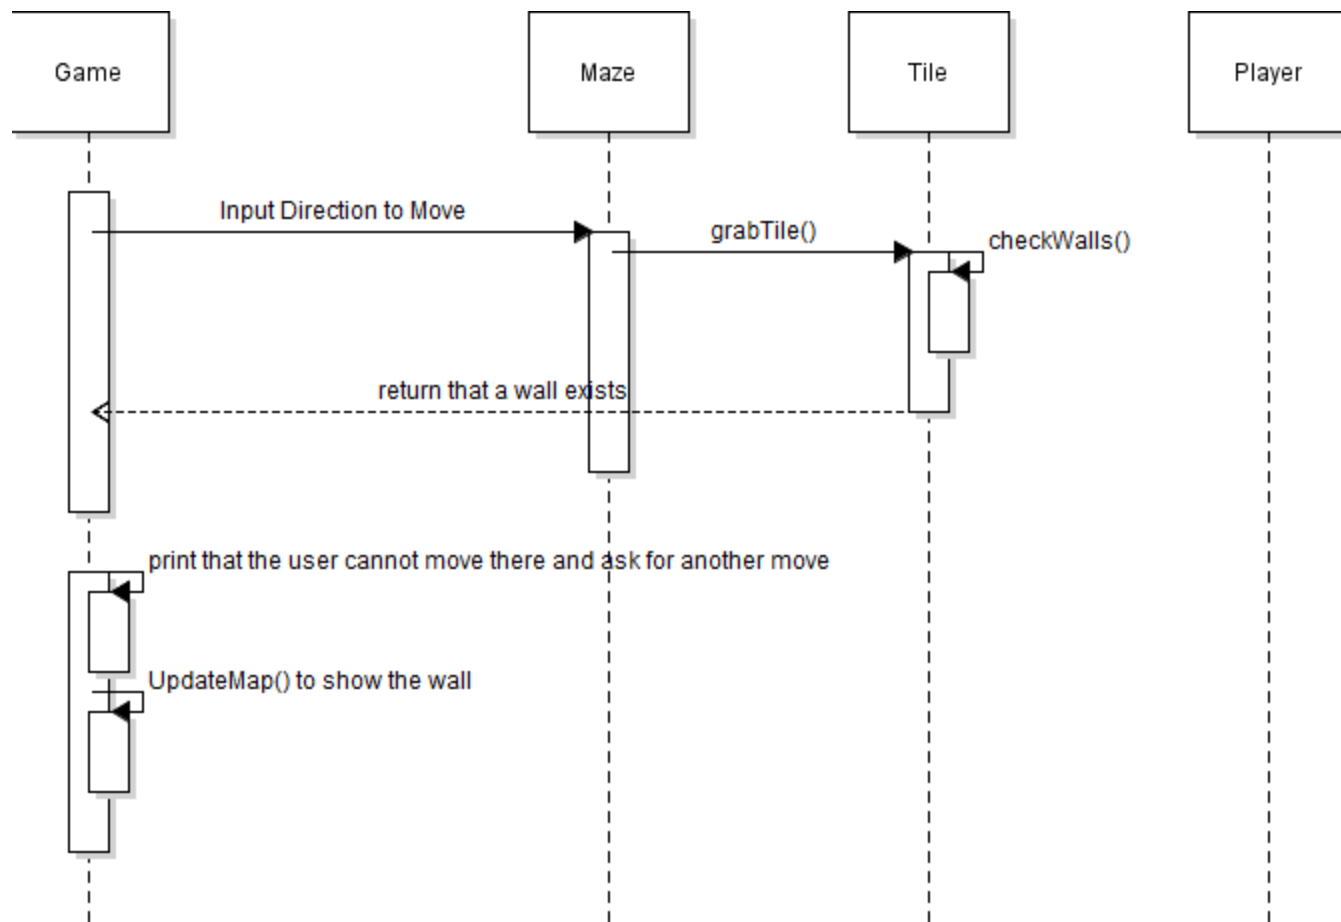 Game
Maze
Tile
Player
Input Direction to Move
grabTile()
checkWalls()
return that a wall exists
print that the user cannot move there and ask for another move
UpdateMap() to show the wall